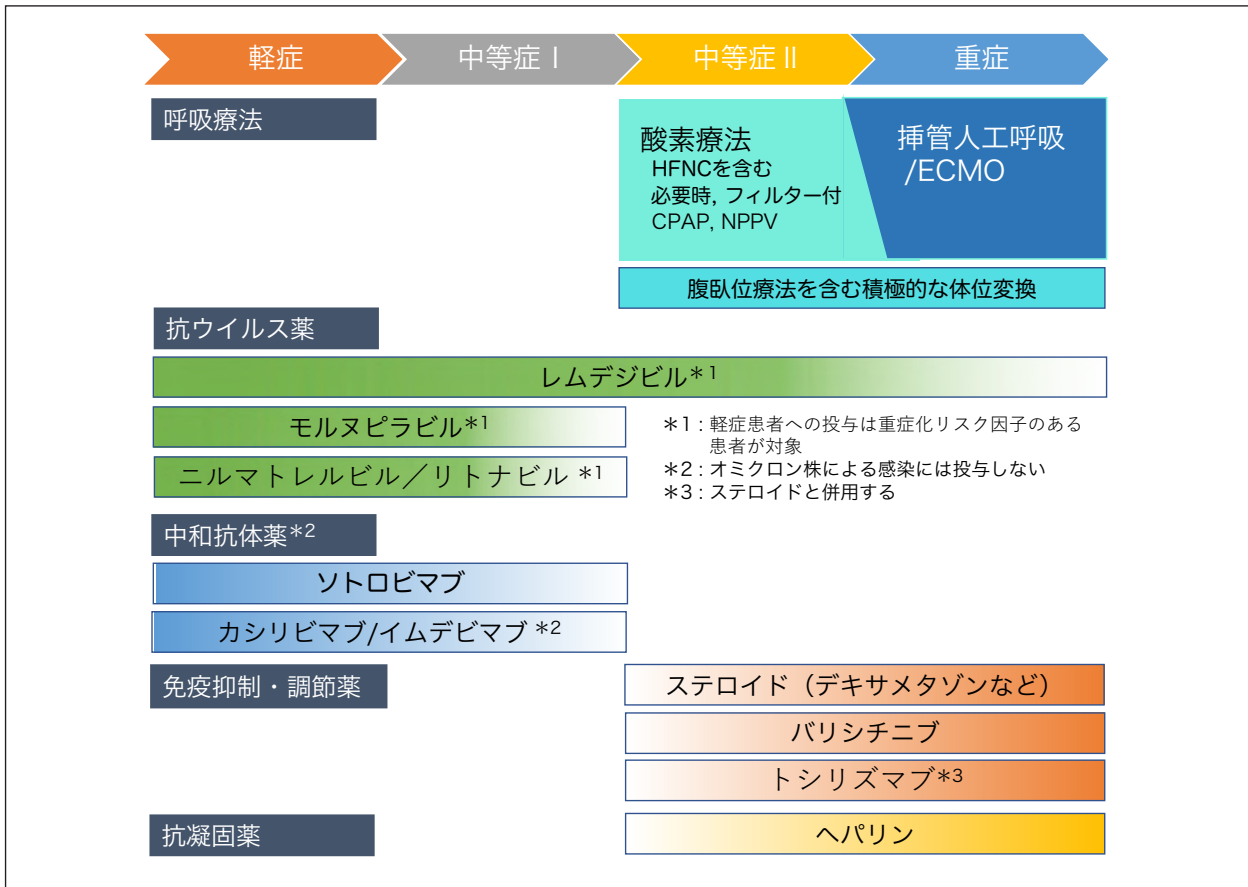 軽症
中等症Ⅰ
中等症Ⅱ
重症
呼吸療法
酸素療法
HFNCを含む
必要時, フィルター付
CPAP, NPPV
挿管人工呼吸
/ECMO
腹臥位療法を含む積極的な体位変換
抗ウイルス薬
レムデジビル*1
モルヌピラビル*1
ニルマトレルビル／リトナビル *1
*1 : 軽症患者への投与は重症化リスク因子のある
患者が対象
*2 : オミクロン株による感染には投与しない
*3 : ステロイドと併用する
中和抗体薬*2
ソトロビマブ
カシリビマブ/イムデビマブ *2
免疫抑制・調節薬
ステロイド（デキサメタゾンなど）
バリシチニブ
トシリズマブ*3
抗凝固薬
ヘパリン